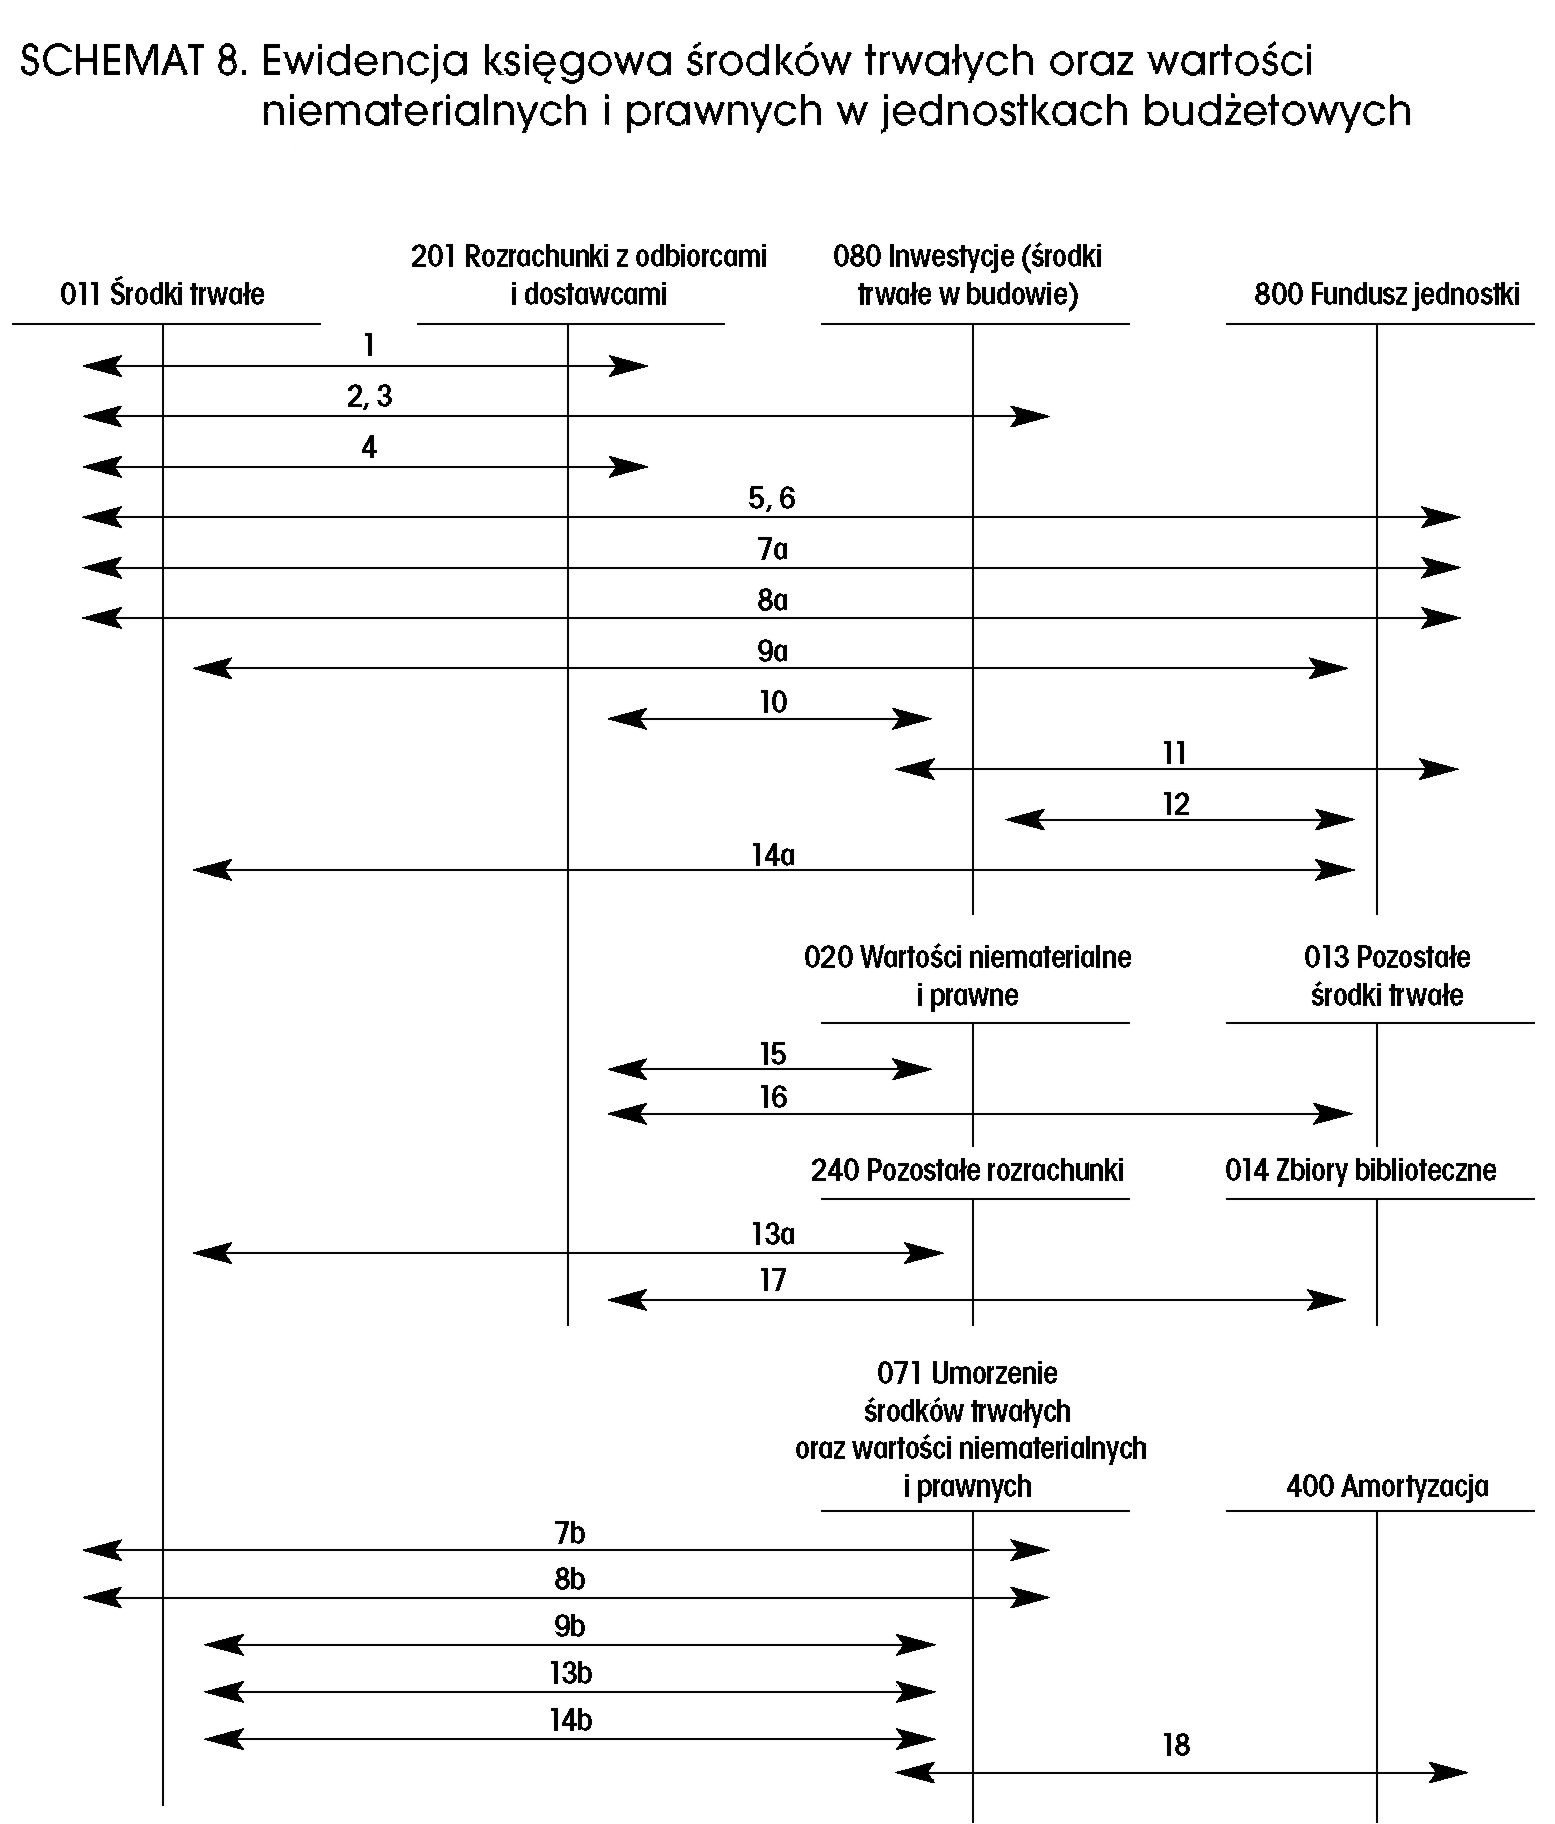 SCHEMAT 8. Ewidencja księgowa środków trwałych oraz wartości
niematerialnych i prawnych w jednostkach budżetowych
011 Środki trwałe
201 Rozrachunki z odbiorcami
i dostawcami
080 Inwestycje (środki
trwałe w budowie)
800 Fundusz jednostki
1
2, 3
4
5, 6
7a
8a
9a
10
11
12
14a
020 Wartości niematerialne
i prawne
013 Pozostałe
środki trwałe
15
16
240 Pozostałe rozrachunki
014 Zbiory biblioteczne
13a
17
071 Umorzenie
środków trwałych
oraz wartości niematerialnych
i prawnych
400 Amortyzacja
7b
8b
9b
13b
14b
18